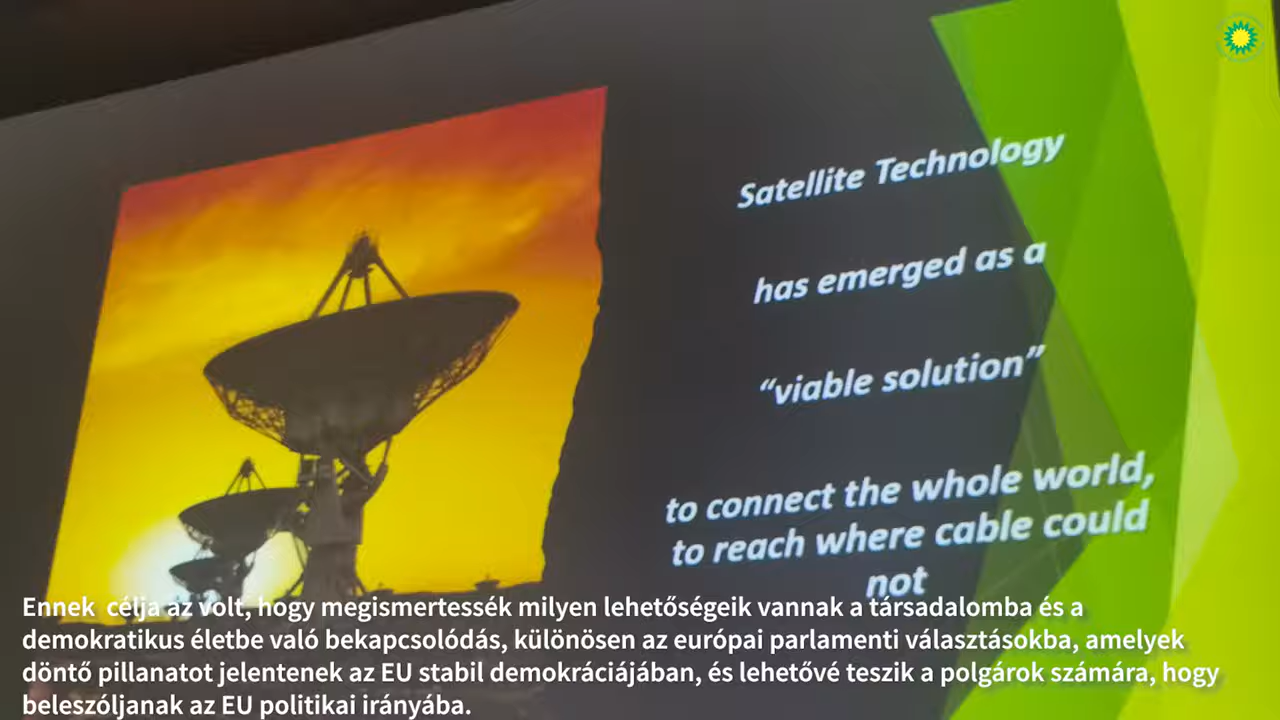 Satellite Technology
has emerged as a
“viable solution”
to connect the whole world,
to reach where cable could
not
Ennek célja az volt, hogy megismertessék milyen lehetőségeik vannak a társadalomba és a
demokratikus életbe való bekapcsolódás, különösen az európai parlamenti választásokba, amelyek
döntő pillanatot jelentenek az EU stabil demokráciájában, és lehetővé teszik a polgárok számára, hogy
beleszóljanak az EU politikai irányába.